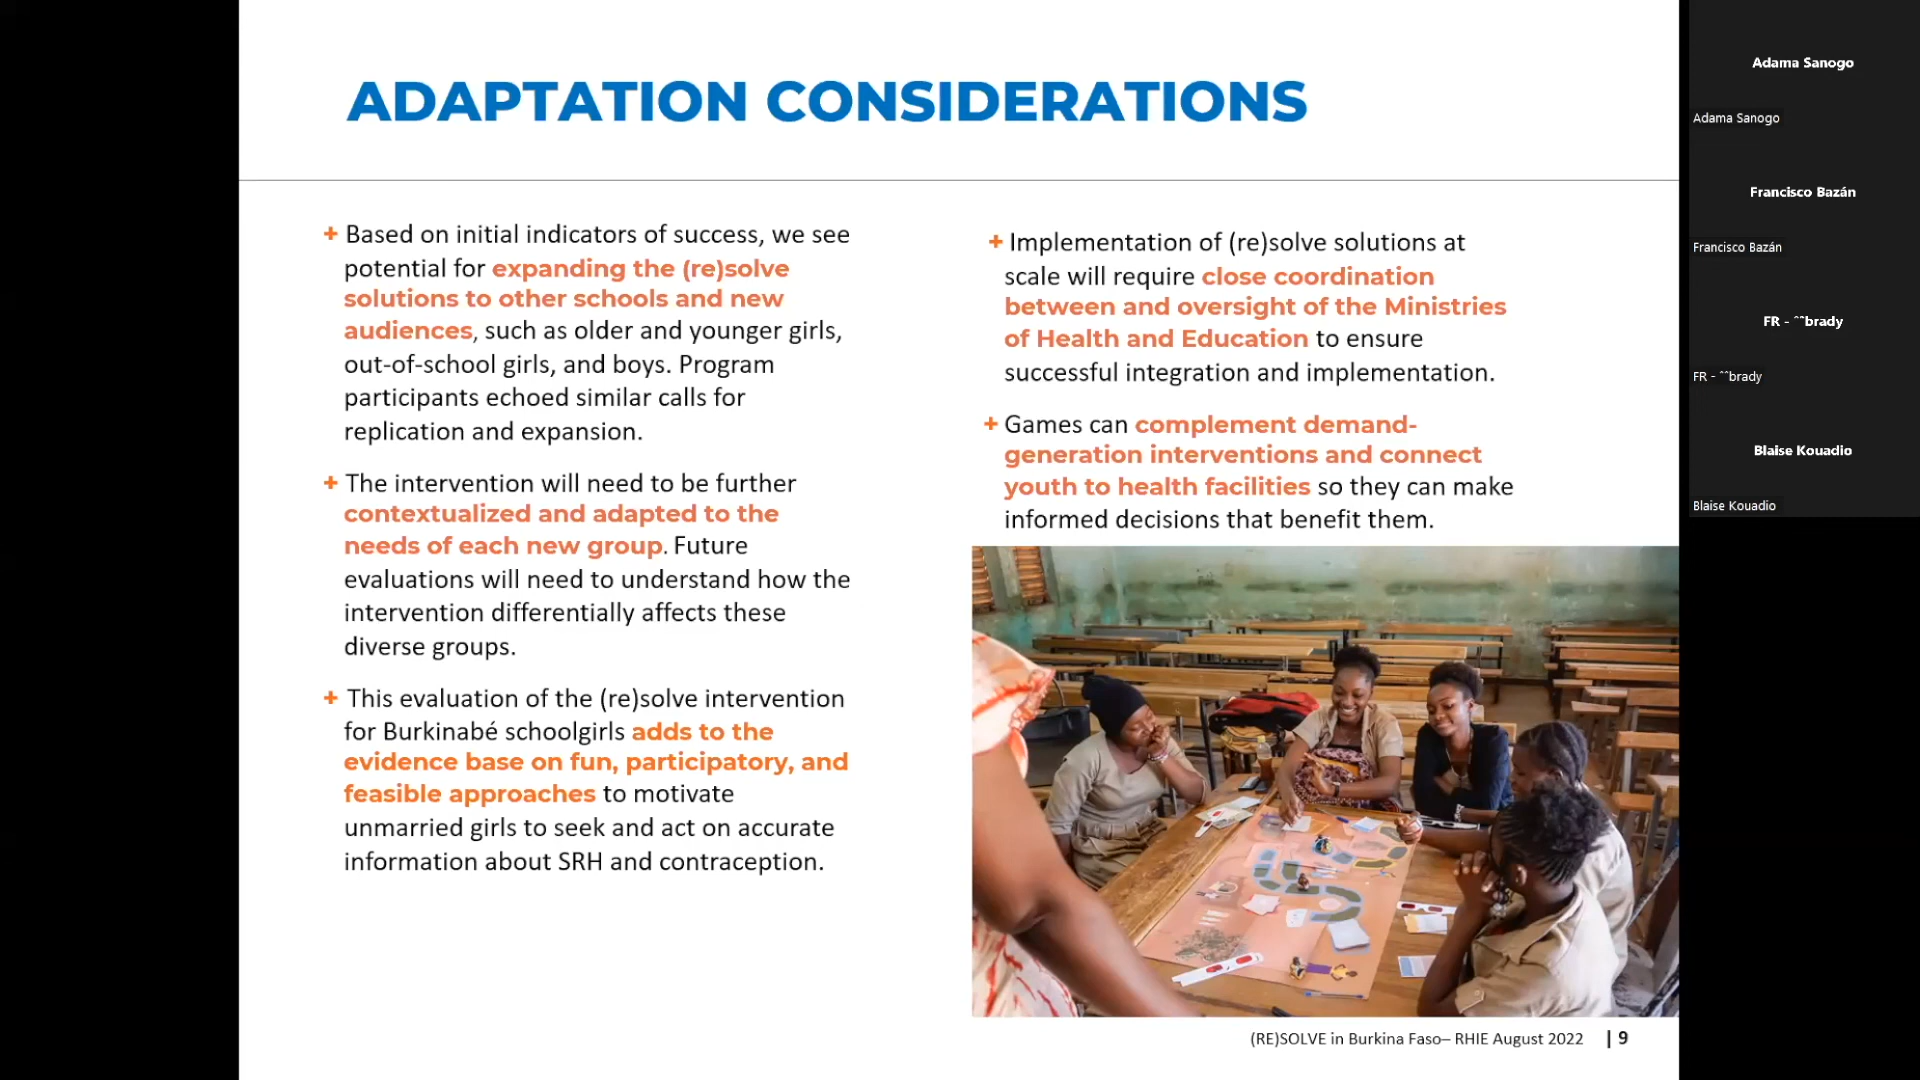 ADAPTATION CONSIDERATIONS
+ Based on initial indicators of success, we see
potential for expanding the (re)solve
solutions to other schools and new
audiences, such as older and younger girls,
out-of-school girls, and boys. Program
participants echoed similar calls for
replication and expansion.
+ The intervention will need to be further
contextualized and adapted to the
needs of each new group. Future
evaluations will need to understand how the
intervention differentially affects these
diverse groups.
+ This evaluation of the (re)solve intervention
for Burkinabé schoolgirls adds to the
evidence base on fun, participatory, and
feasible approaches to motivate
unmarried girls to seek and act on accurate
information about SRH and contraception.
+ Implementation of (re)solve solutions at
scale will require close coordination
between and oversight of the Ministries
of Health and Education to ensure
successful integration and implementation.
+ Games can complement demand-
generation interventions and connect
youth to health facilities so they can make
informed decisions that benefit them.
(RE)SOLVE in Burkina Faso– RHIE August 2022 | 9
Adama Sanogo
Adama Sanogo
Francisco Bazán
Francisco Bazán
FR - ˆˆbrady
FR - ˆˆbrady
Blaise Kouadio
Blaise Kouadio